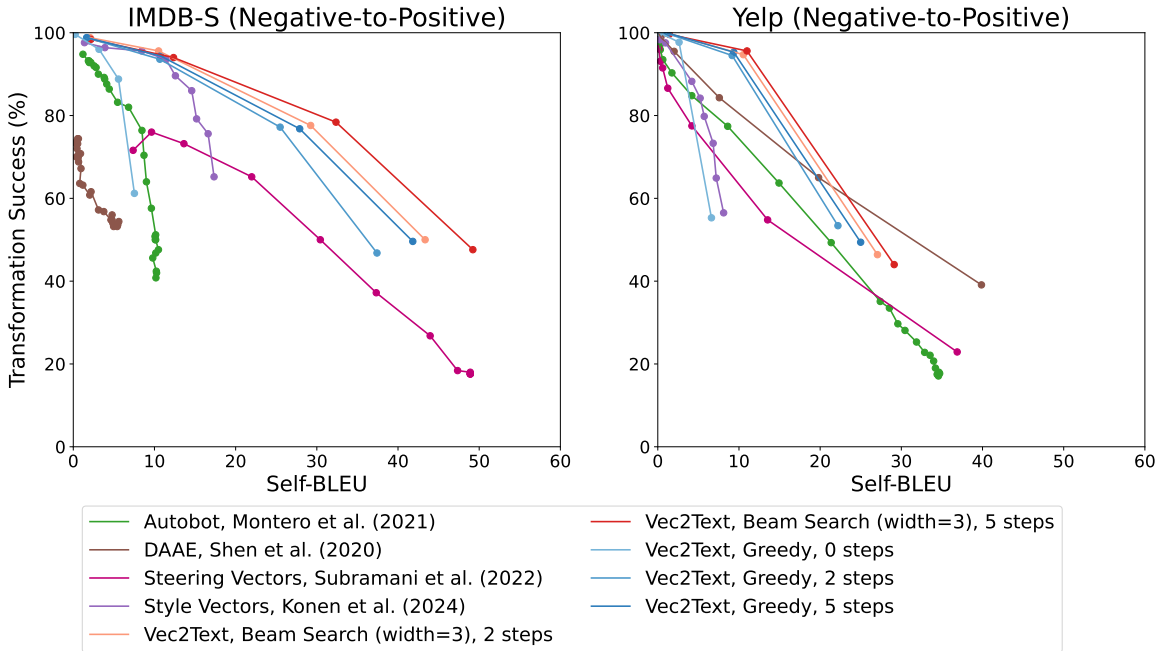 IMDB-S (Negative-to-Positive)
Yelp (Negative-to-Positive)
Transformation Success (%)
100
80
60
40
20
0
0 10 20 30 40 50 60
Self-BLEU
100
80
60
40
20
0
0 10 20 30 40 50 60
Self-BLEU
Autobot, Montero et al. (2021)
DAAE, Shen et al. (2020)
Steering Vectors, Subramani et al. (2022)
Style Vectors, Konen et al. (2024)
Vec2Text, Beam Search (width=3), 2 steps
Vec2Text, Beam Search (width=3), 5 steps
Vec2Text, Greedy, 0 steps
Vec2Text, Greedy, 2 steps
Vec2Text, Greedy, 5 steps